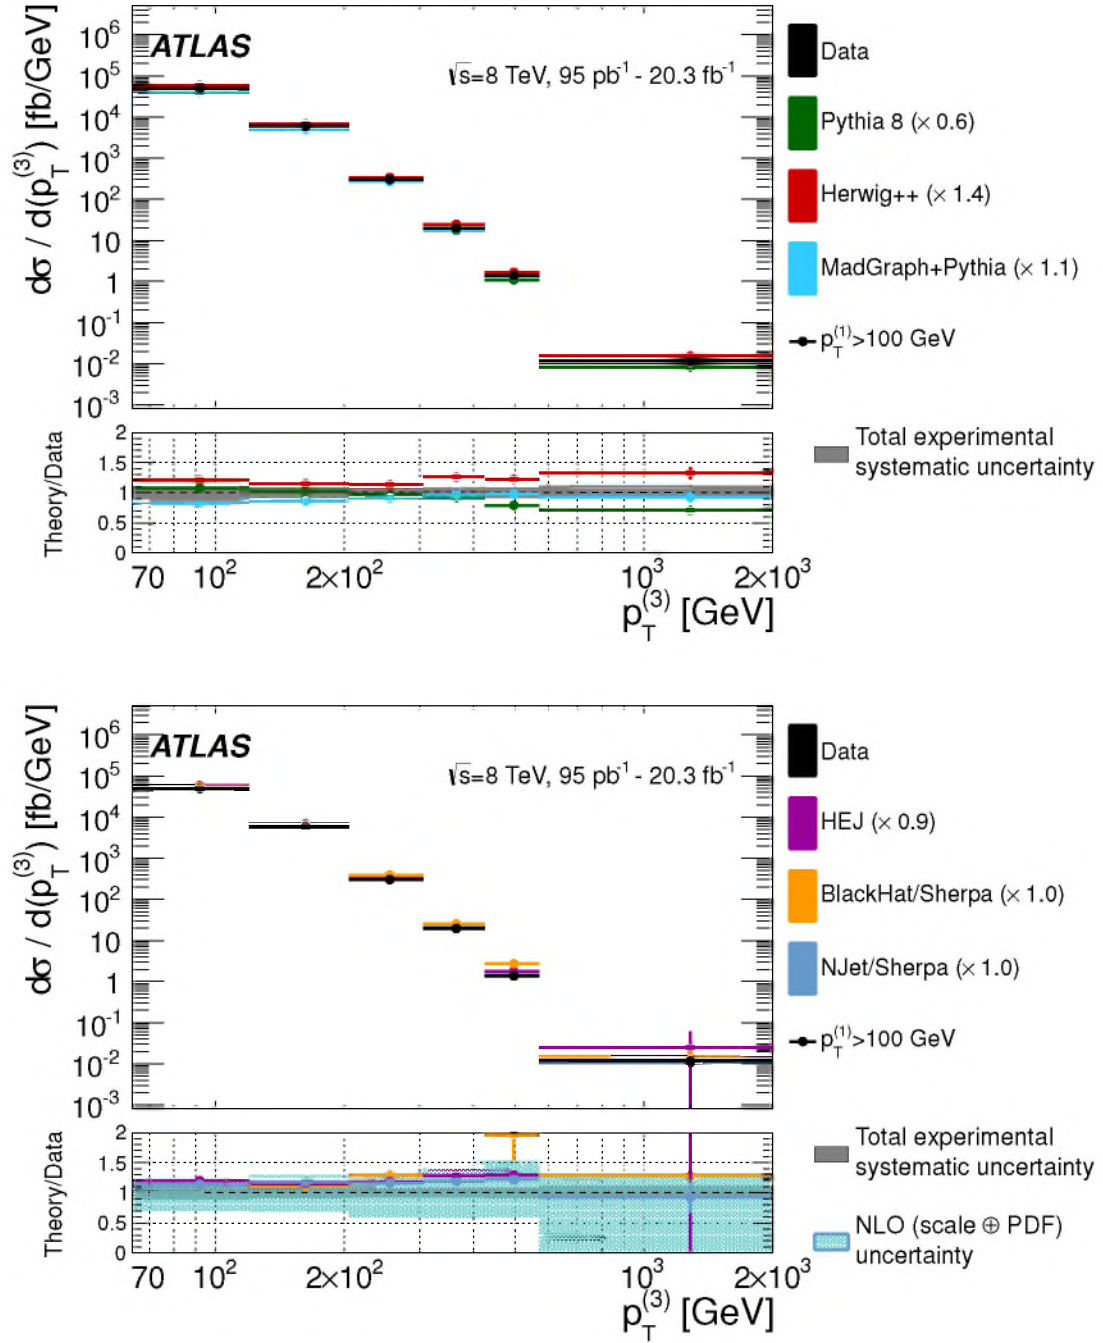 ATLAS
√s=8 TeV, 95 pb⁻¹ - 20.3 fb⁻¹
dσ / d(p_T^(3)) [fb/GeV]
10⁶
10⁵
10⁴
10³
10²
10
1
10⁻¹
10⁻²
10⁻³
Data
Pythia 8 (× 0.6)
Herwig++ (× 1.4)
MadGraph+Pythia (× 1.1)
p_T^(1)>100 GeV
Theory/Data
2
1.5
1
0.5
0
Total experimental
systematic uncertainty
70 10² 2×10² 10³ 2×10³
p_T^(3) [GeV]
ATLAS
√s=8 TeV, 95 pb⁻¹ - 20.3 fb⁻¹
dσ / d(p_T^(3)) [fb/GeV]
10⁶
10⁵
10⁴
10³
10²
10
1
10⁻¹
10⁻²
10⁻³
Data
HEJ (× 0.9)
BlackHat/Sherpa (× 1.0)
NJet/Sherpa (× 1.0)
p_T^(1)>100 GeV
Theory/Data
2
1.5
1
0.5
0
Total experimental
systematic uncertainty
NLO (scale ⊕ PDF)
uncertainty
70 10² 2×10² 10³ 2×10³
p_T^(3) [GeV]